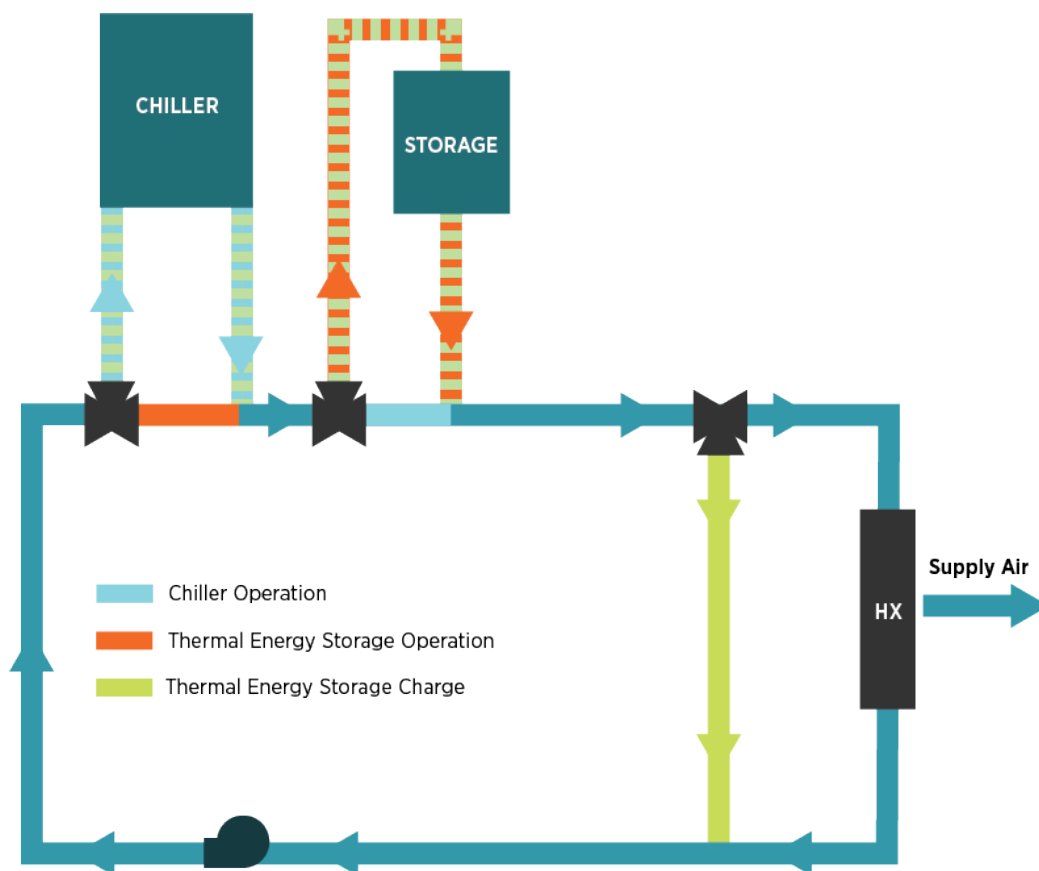 CHILLER
STORAGE
Supply Air
HX
Chiller Operation
Thermal Energy Storage Operation
Thermal Energy Storage Charge